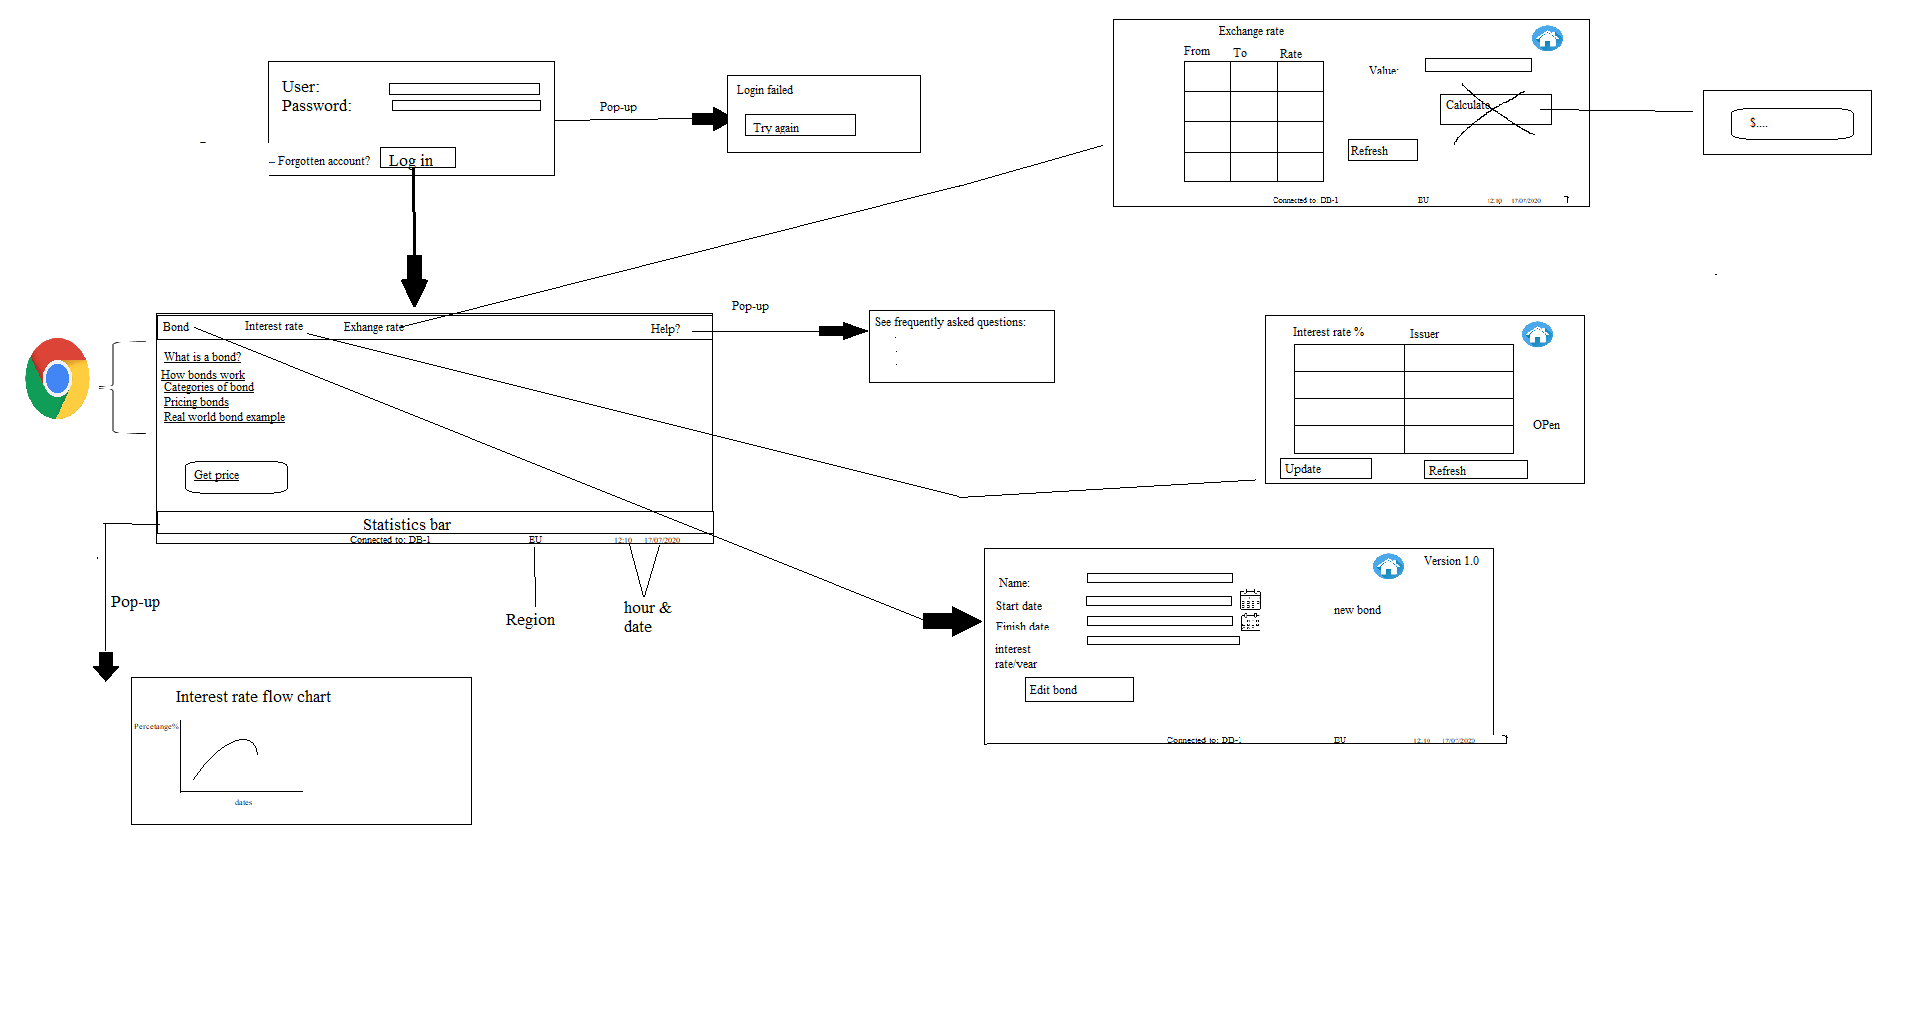 User:
Password:
Forgotten account?
Log in
Pop-up
Login failed
Try again
Exchange rate
From To Rate
Value:
Calculate
Refresh
Connected to: DB-1 EU 12:10 17/07/2020
$....
Bond Interest rate Exhange rate Help?
What is a bond?
How bonds work
Categories of bond
Pricing bonds
Real world bond example
Get price
Statistics bar
Connected to: DB-1 EU 12:10 17/07/2020
Region
hour &
date
Pop-up
See frequently asked questions:
.
.
.
Interest rate % Issuer
OPen
Update
Refresh
Version 1.0
Name:
Start date
Finish date
interest
rate/year
new bond
Edit bond
Connected to: DB-1 EU 12:10 17/07/2020
Pop-up
Interest rate flow chart
Percetange%
dates